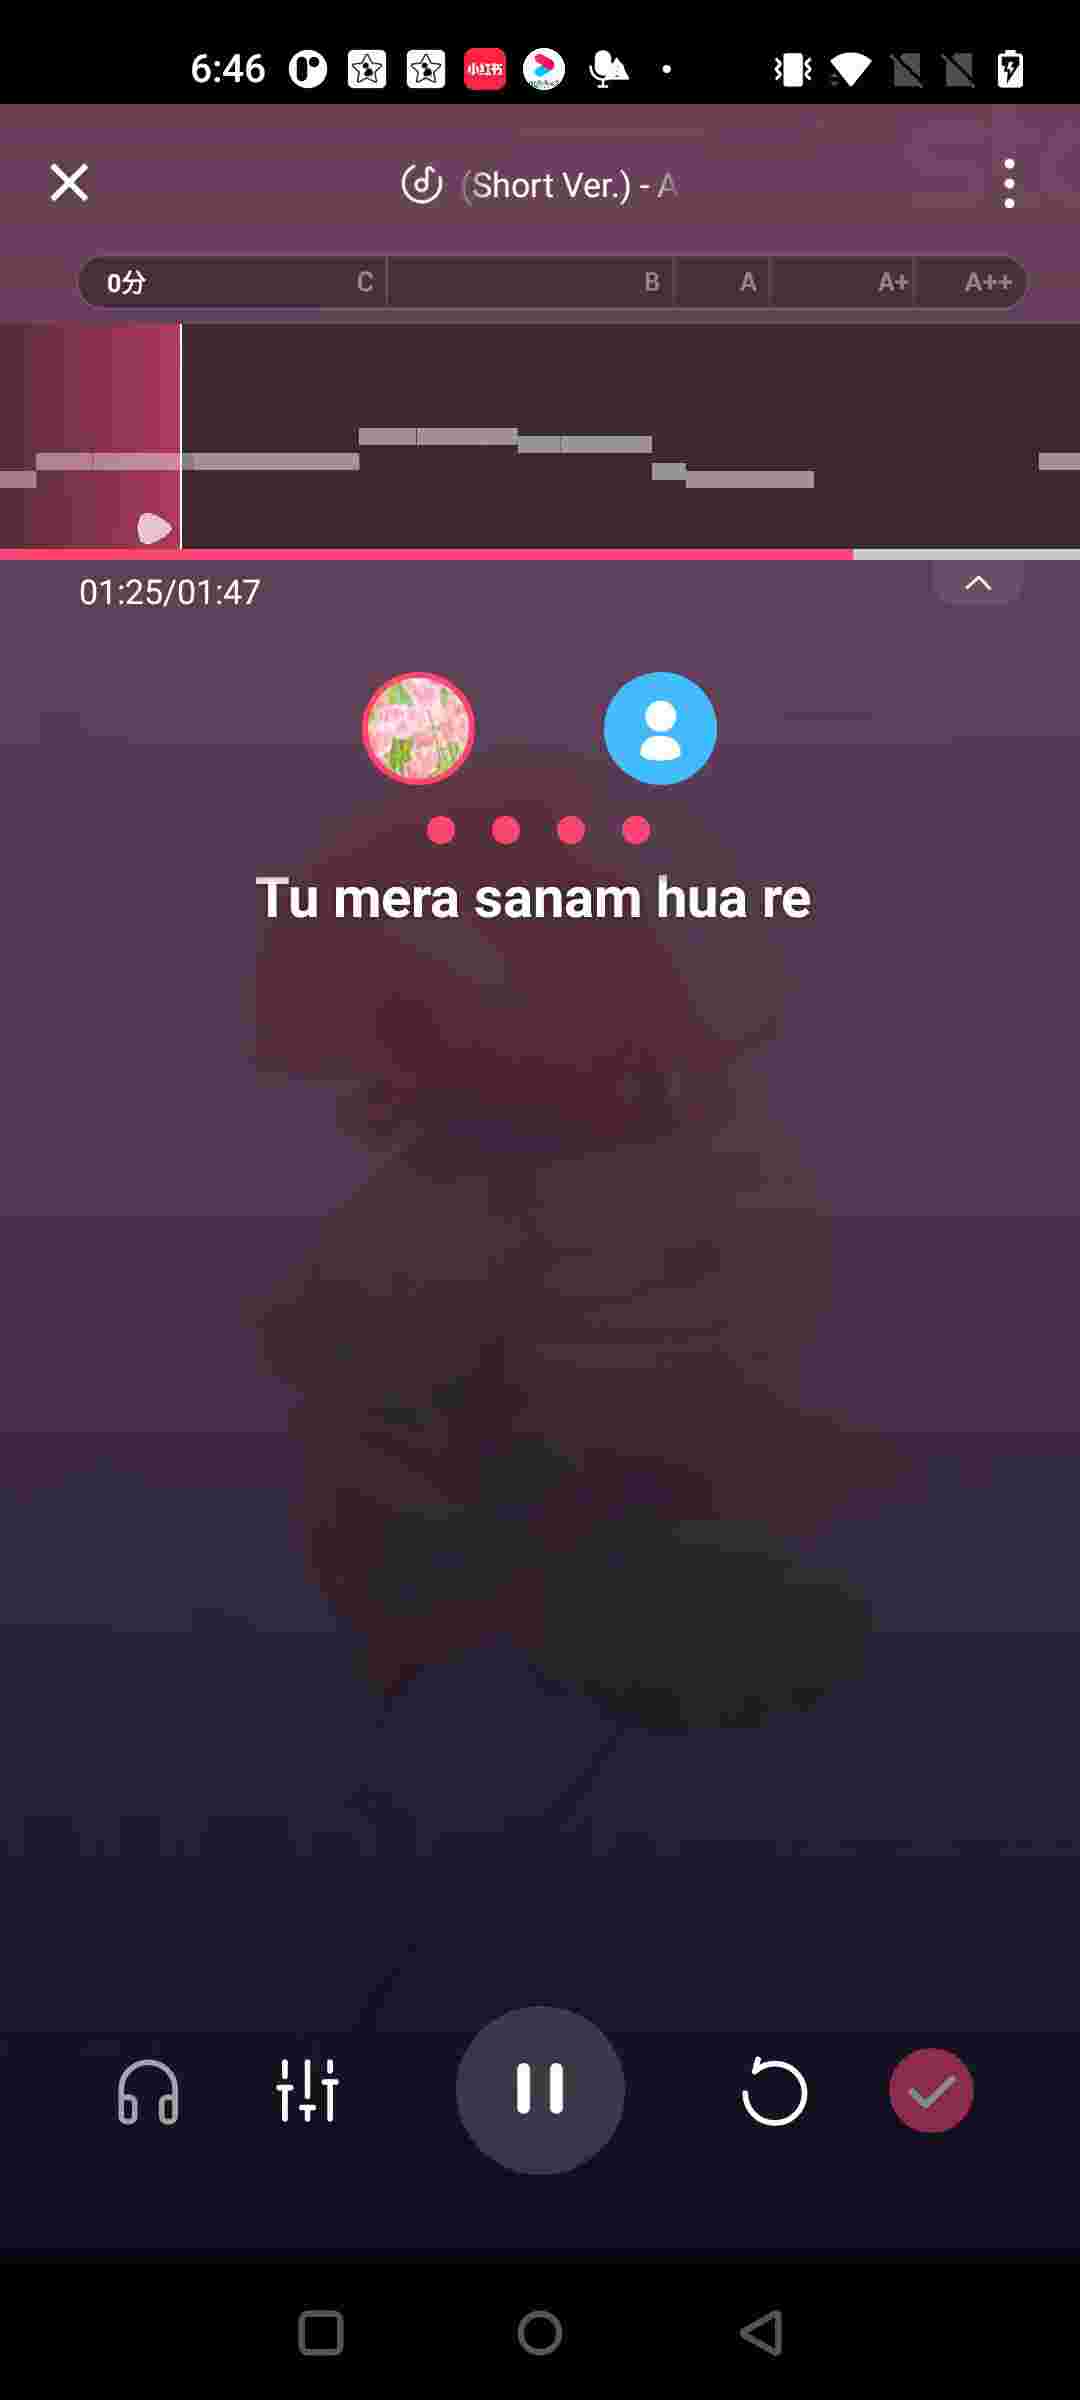 6:46
小红书
(Short Ver.) - A
0分 C B A A+ A++
01:25/01:47
Tu mera sanam hua re